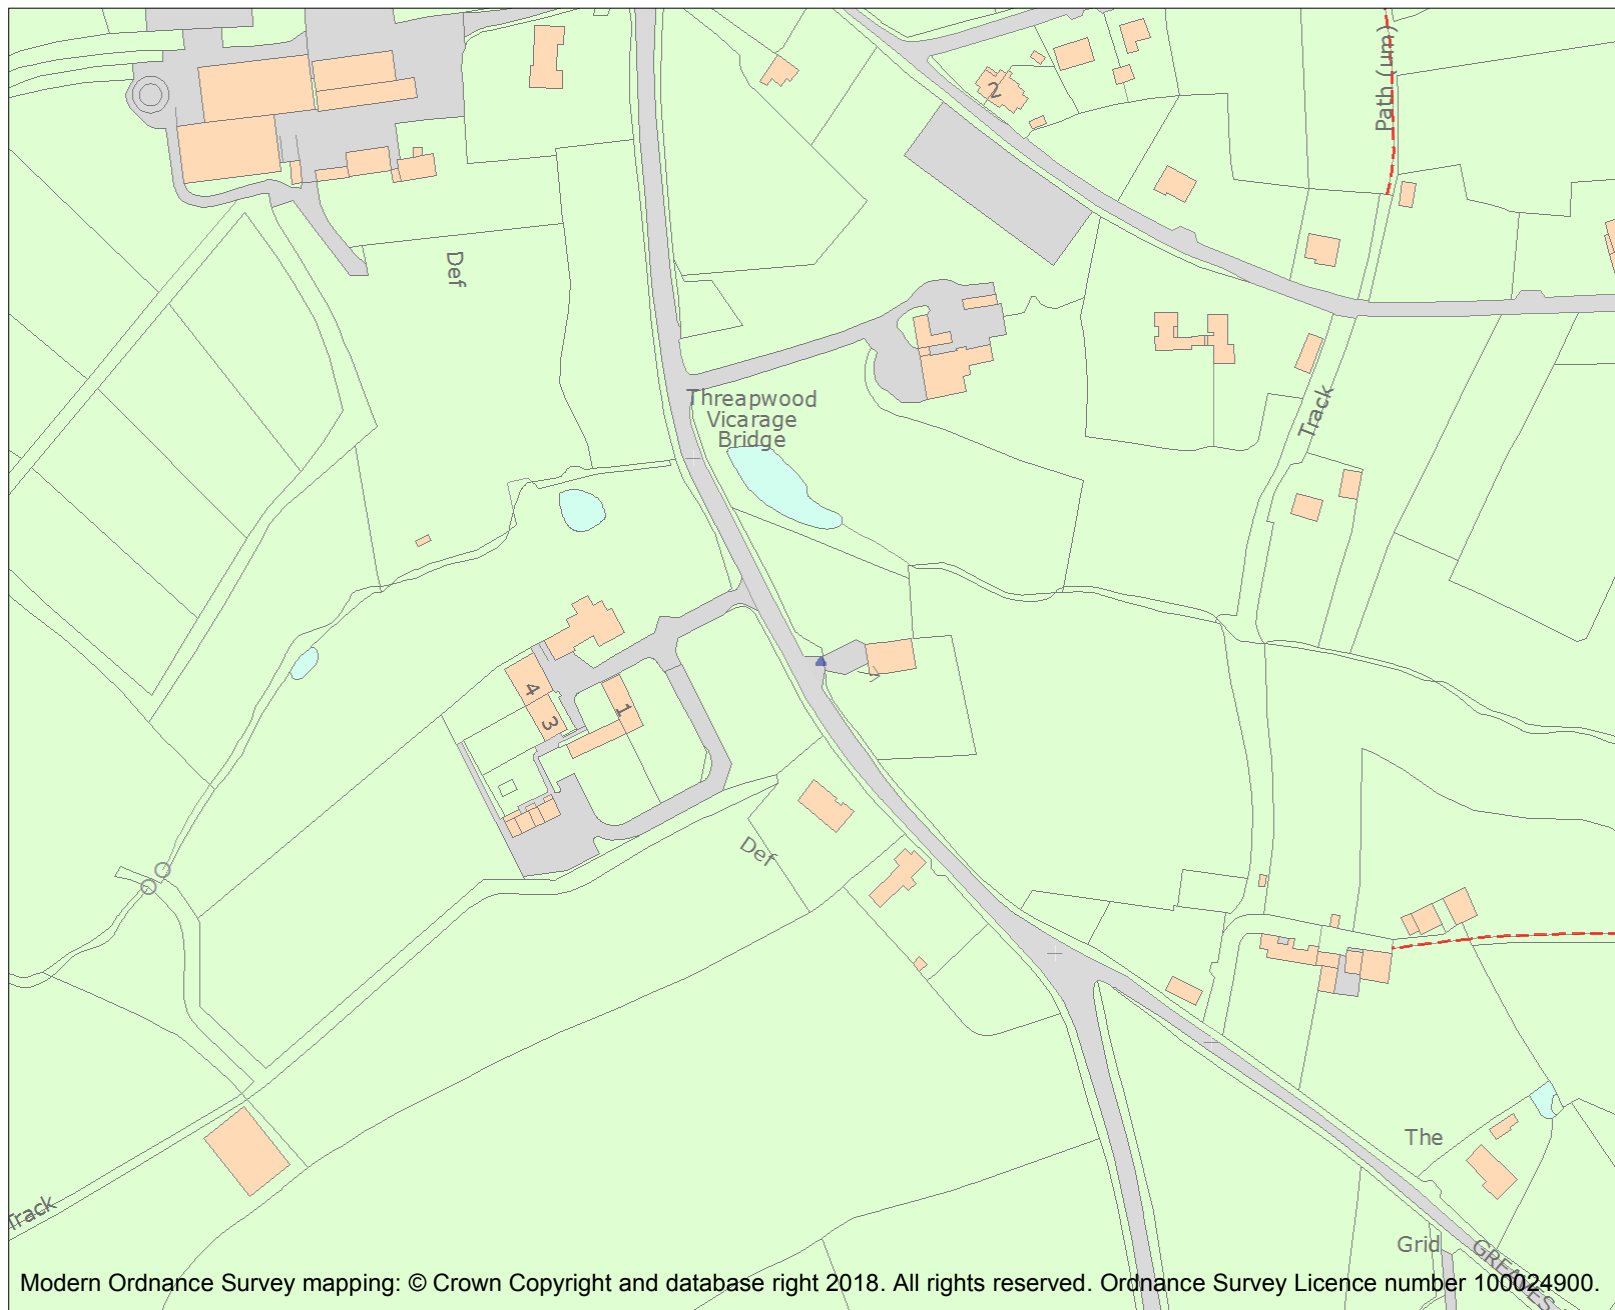 Path (um)
2
Def
Threapwood
Vicarage
Bridge
Track
4
3
1
Def
The
Track
Grid
GREAVES
Modern Ordnance Survey mapping: © Crown Copyright and database right 2018. All rights reserved. Ordnance Survey Licence number 100024900.